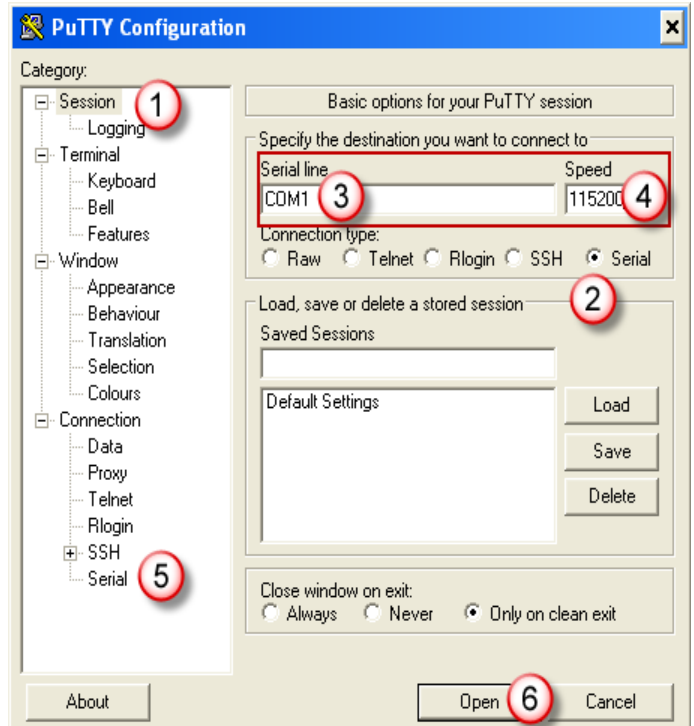 PuTTY Configuration
Category:
Session
1
Logging
Terminal
Keyboard
Bell
Features
Window
Appearance
Behaviour
Translation
Selection
Colours
Connection
Data
Proxy
Telnet
Rlogin
SSH
Serial
5
Basic options for your PuTTY session
Specify the destination you want to connect to
Serial line Speed
COM1 3 115200 4
Connection type:
Raw Telnet Rlogin SSH Serial
2
Load, save or delete a stored session
Saved Sessions
Default Settings
Load
Save
Delete
Close window on exit:
Always Never Only on clean exit
About Open 6 Cancel